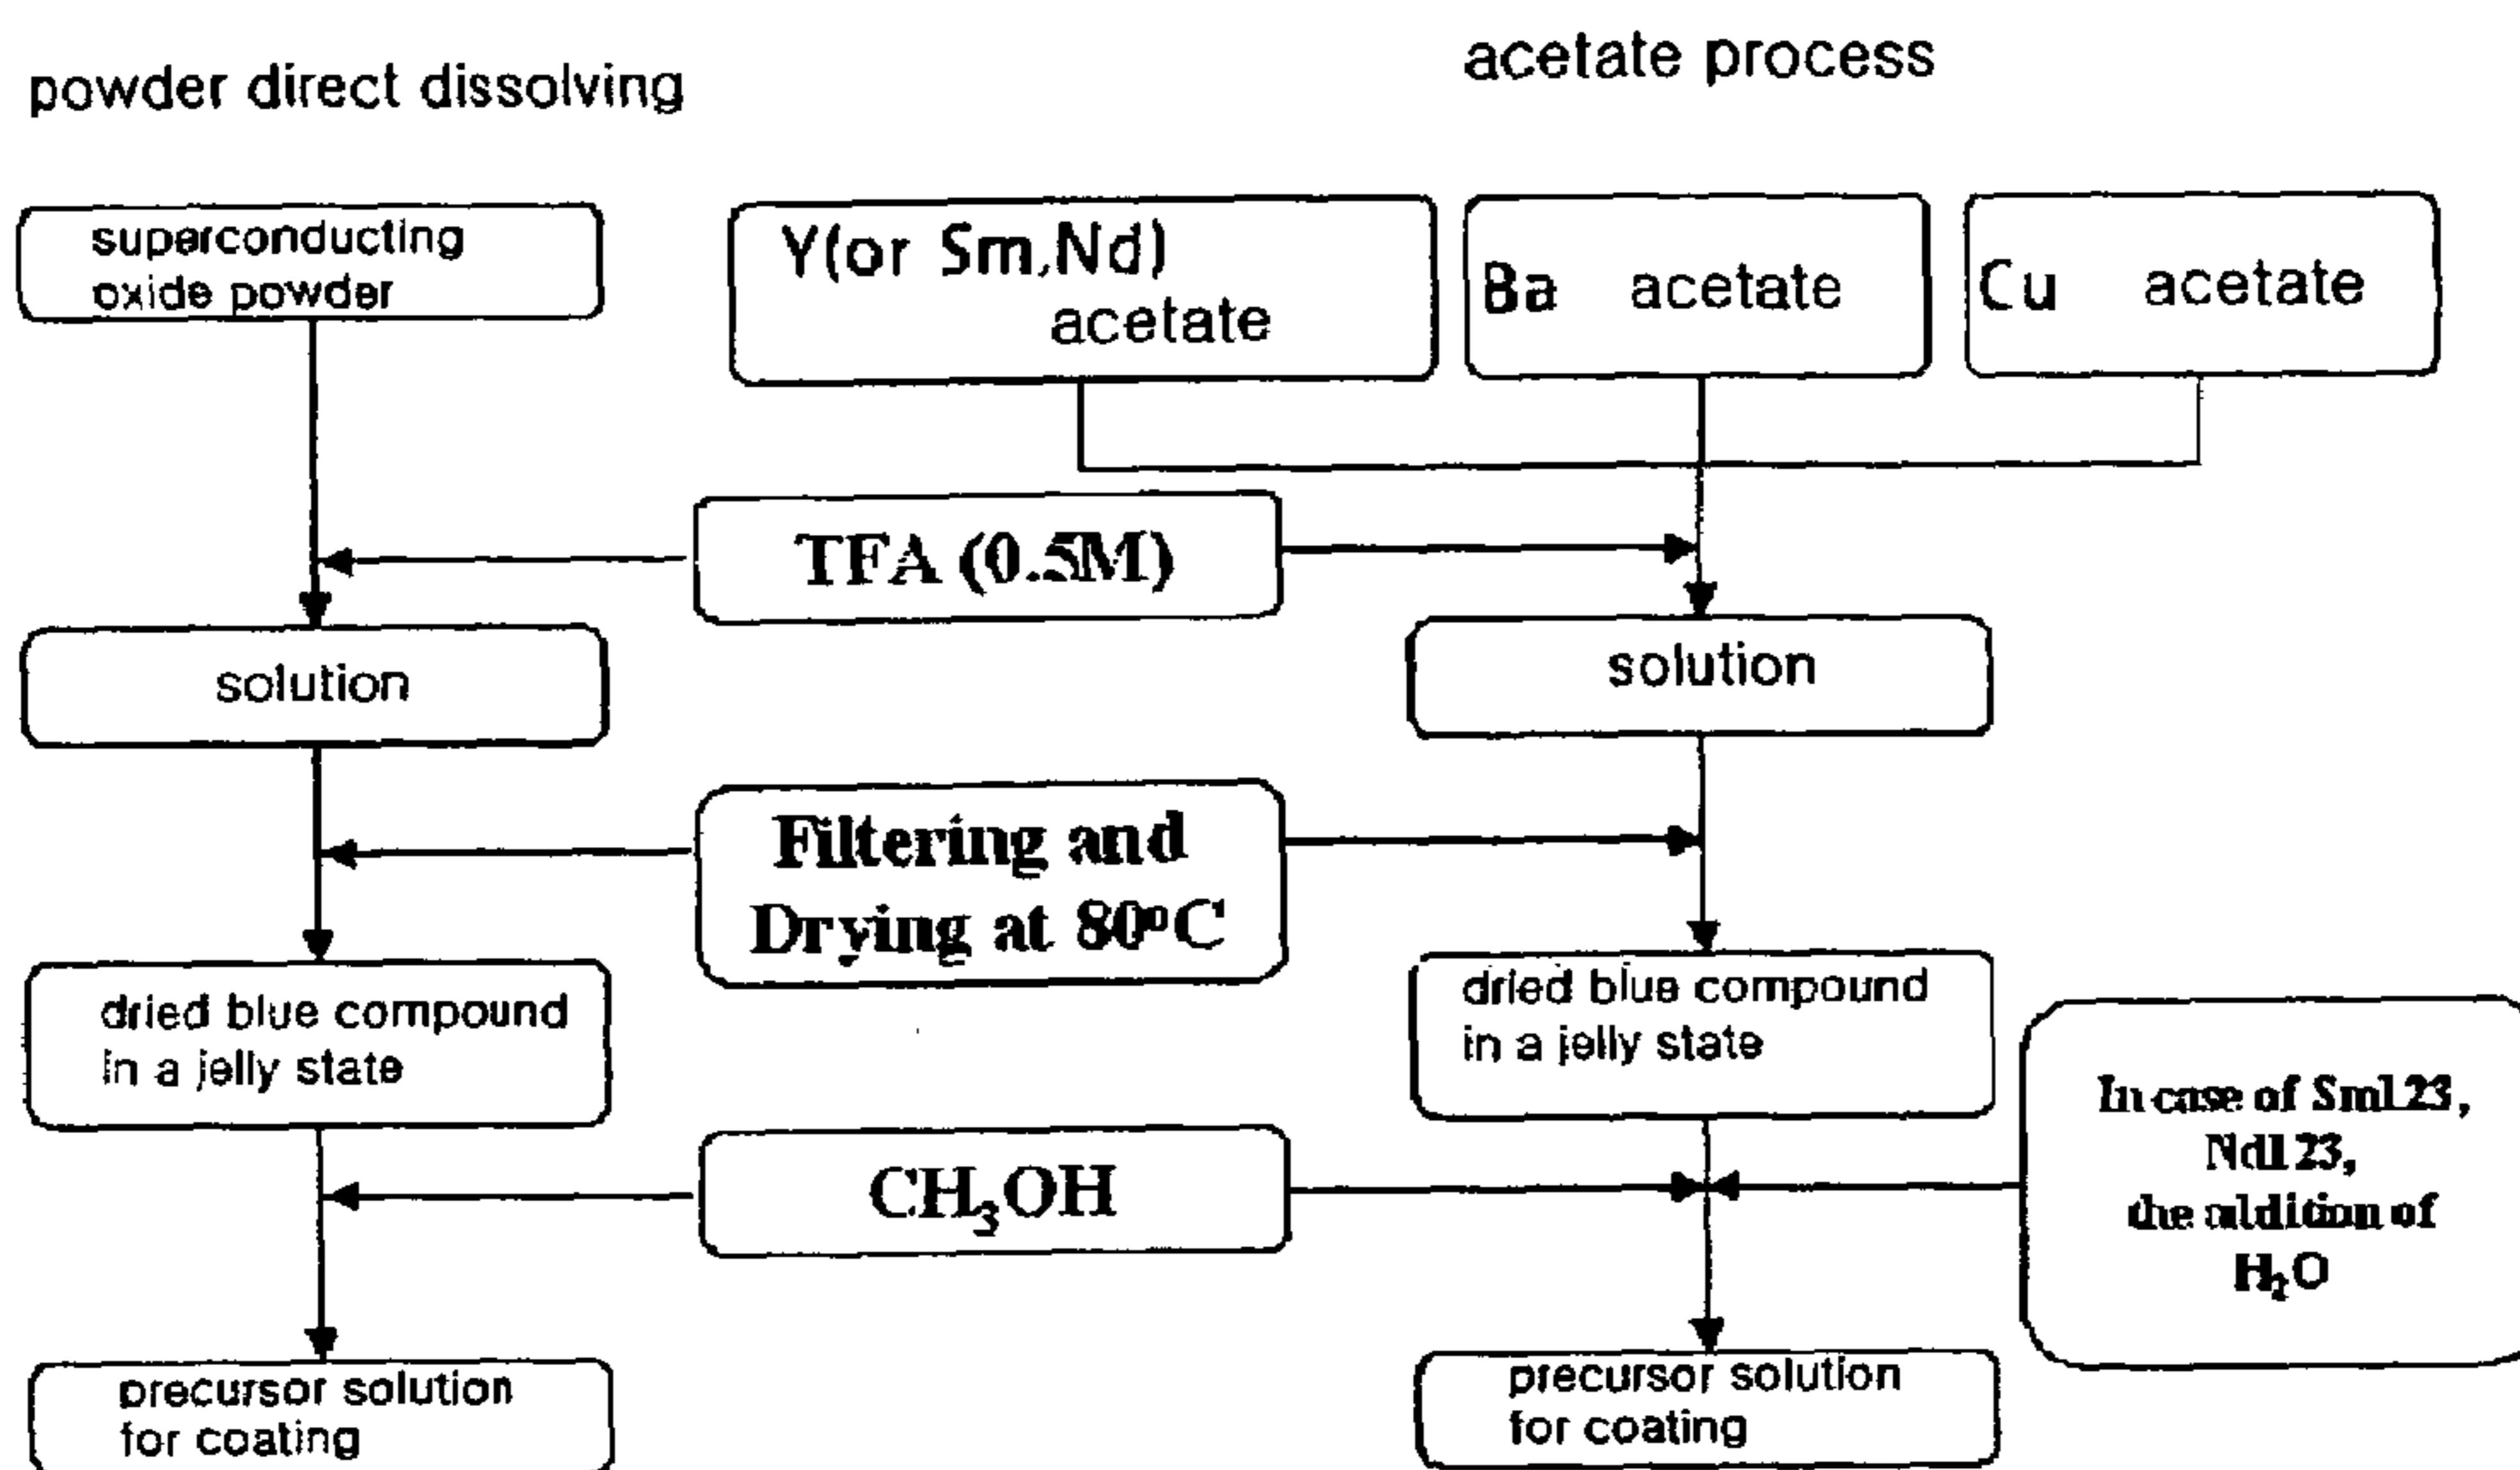 powder direct dissolving
acetate process
superconducting
oxide powder
Y(or Sm,Nd)
acetate
Ba acetate
Cu acetate
TFA (0.5M)
solution
solution
Filtering and
Drying at 80ºC
dried blue compound
in a jelly state
dried blue compound
in a jelly state
In case of Sm123,
Nd123,
the addition of
H₂O
CH₃OH
precursor solution
for coating
precursor solution
for coating